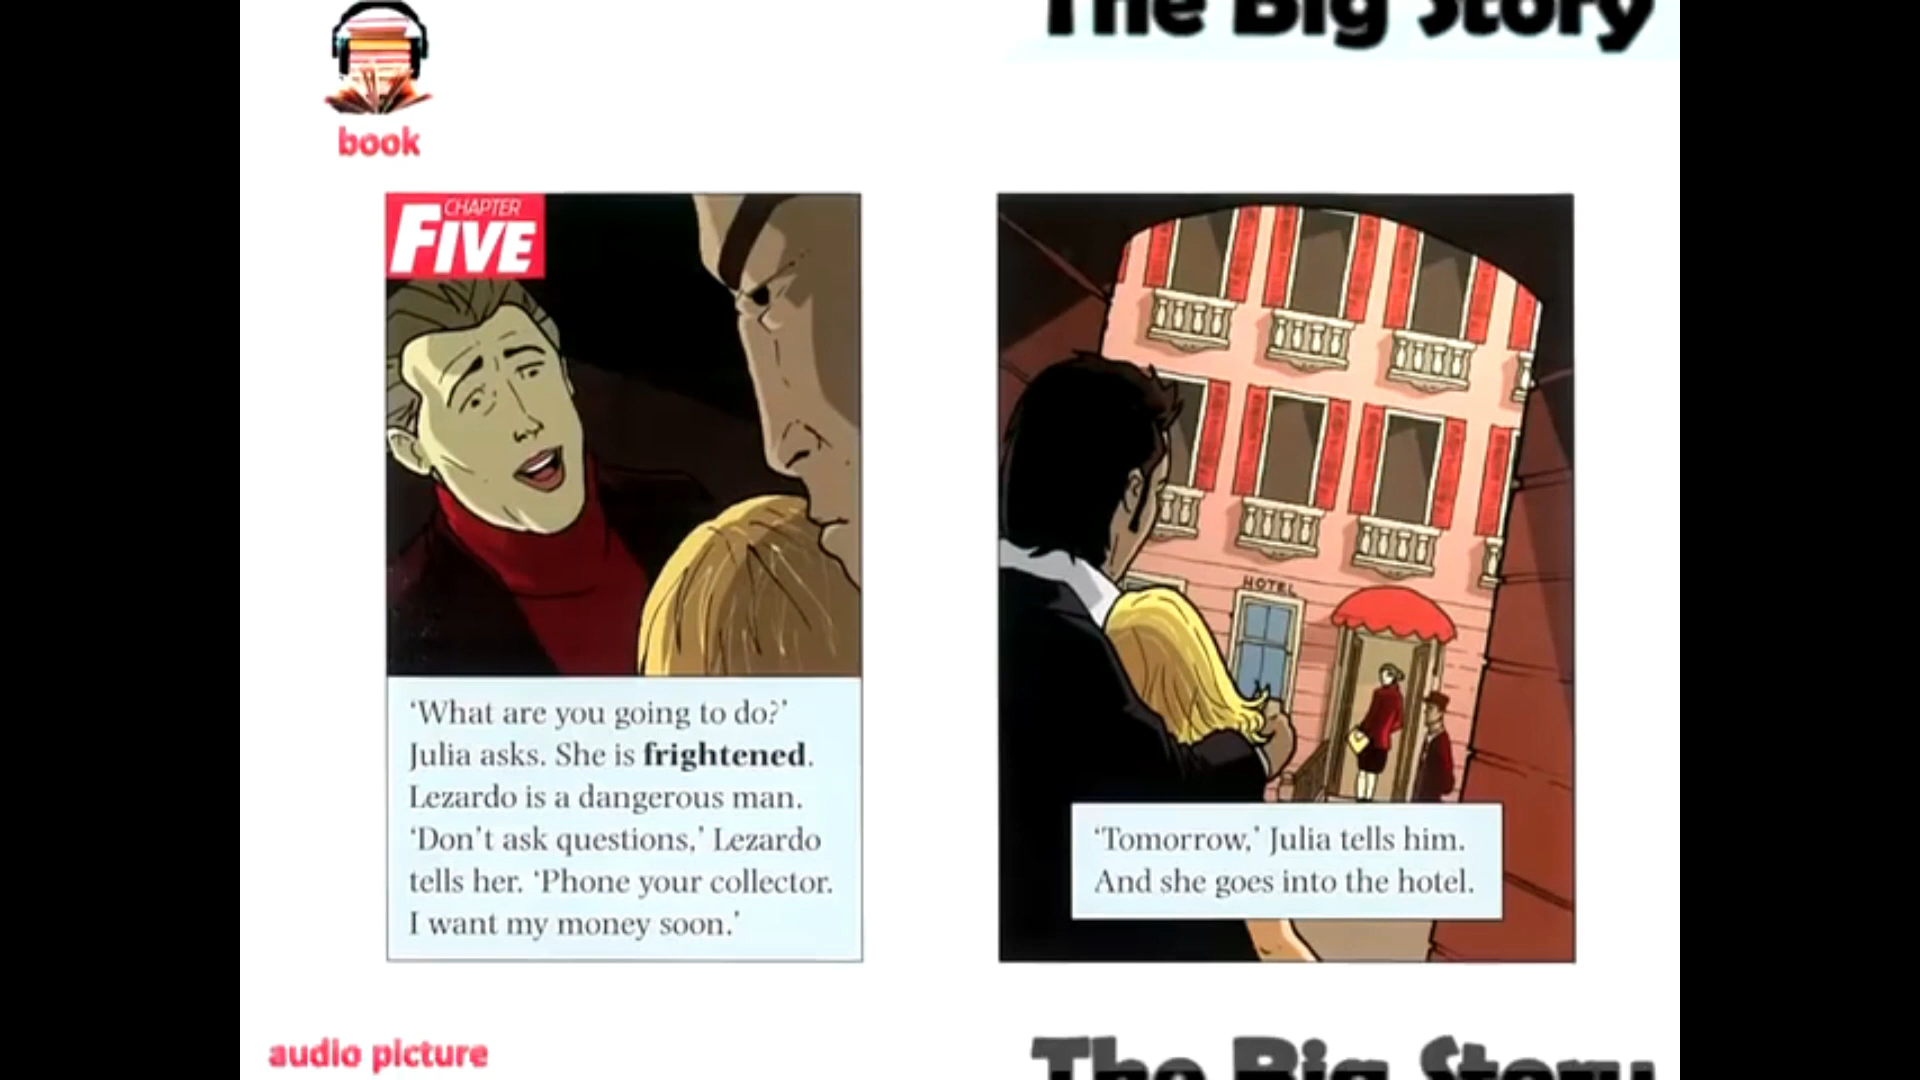 The Big Story
book
CHAPTER
FIVE
HOTEL
‘What are you going to do?’
Julia asks. She is frightened.
Lezardo is a dangerous man.
‘Don’t ask questions,’ Lezardo
tells her. ‘Phone your collector.
I want my money soon.’
‘Tomorrow,’ Julia tells him.
And she goes into the hotel.
audio picture
The Big Story